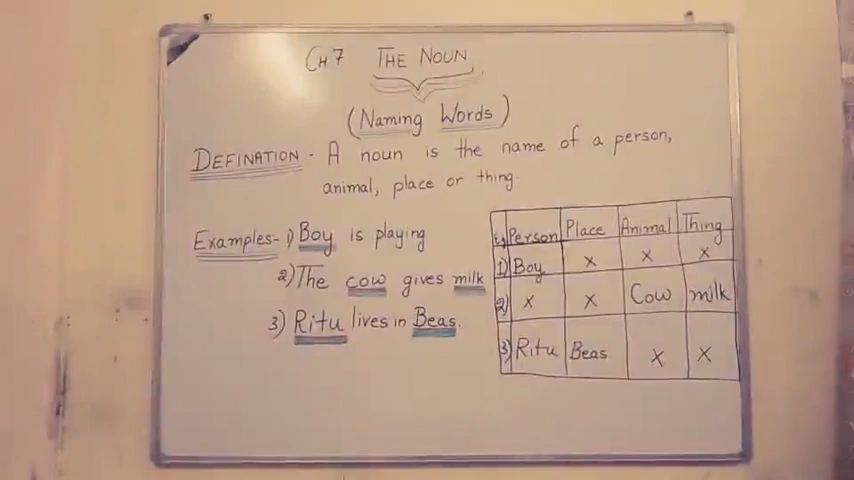 CH 7 THE NOUN
(Naming Words)
DEFINATION - A noun is the name of a person,
animal, place or thing.
Examples- 1) Boy is playing
2) The cow gives milk
3) Ritu lives in Beas.
Person Place Animal Thing
1) Boy x x x
2) x x Cow milk
3) Ritu Beas x x